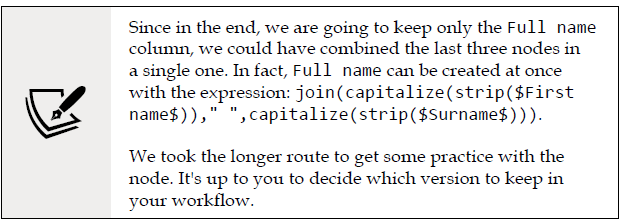 Since in the end, we are going to keep only the Full name
column, we could have combined the last three nodes in
a single one. In fact, Full name can be created at once
with the expression: join(capitalize(strip($First
name$))," ",capitalize(strip($Surname$))).
We took the longer route to get some practice with the
node. It's up to you to decide which version to keep in
your workflow.